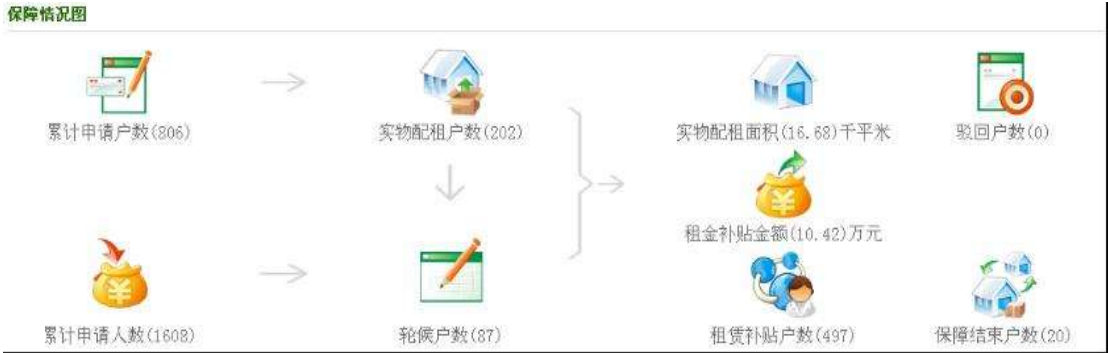 保障情况图
累计申请户数(806)
实物配租户数(202)
实物配租面积(16.68)千平米
驳回户数(0)
租金补贴金额(10.42)万元
累计申请人数(1608)
轮候户数(87)
租赁补贴户数(497)
保障结束户数(20)